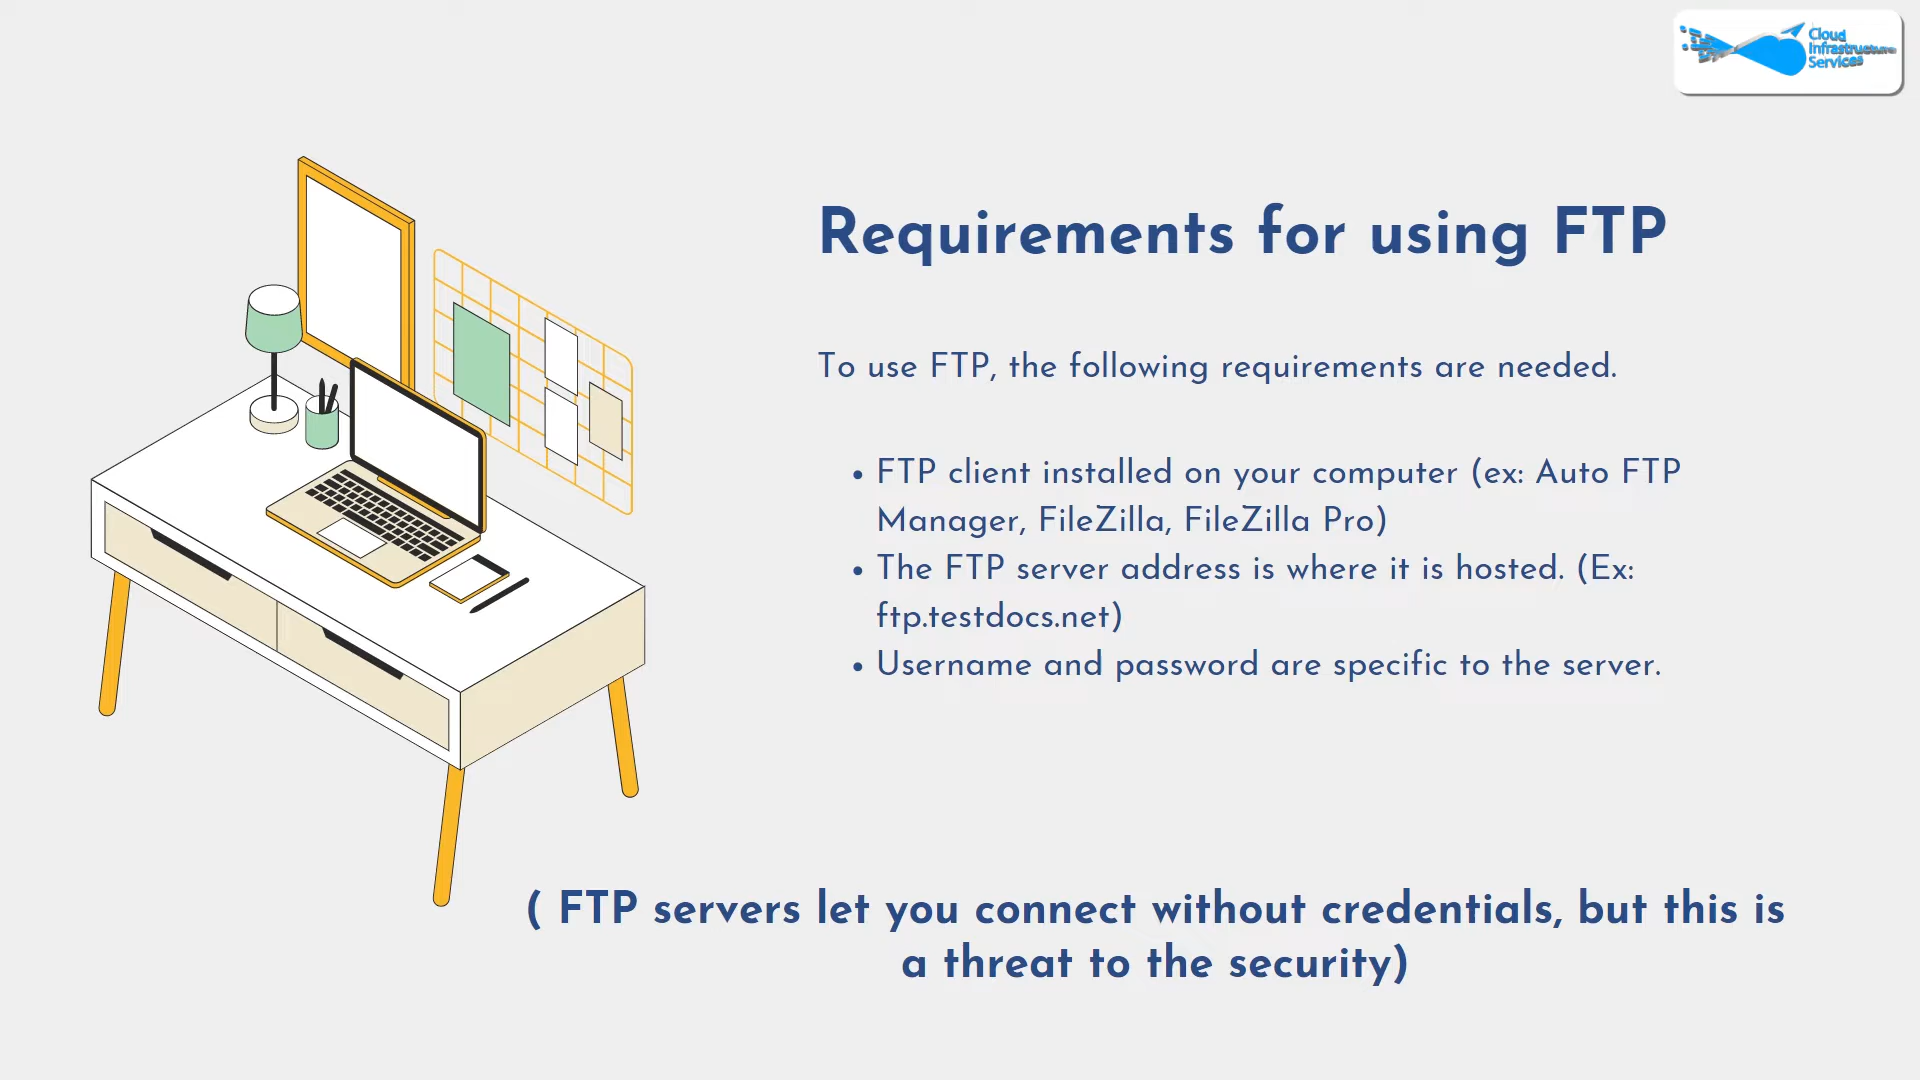 Cloud
Infrastructure
Services
Requirements for using FTP
To use FTP, the following requirements are needed.
• FTP client installed on your computer (ex: Auto FTP
Manager, FileZilla, FileZilla Pro)
• The FTP server address is where it is hosted. (Ex:
ftp.testdocs.net)
• Username and password are specific to the server.
( FTP servers let you connect without credentials, but this is
a threat to the security)